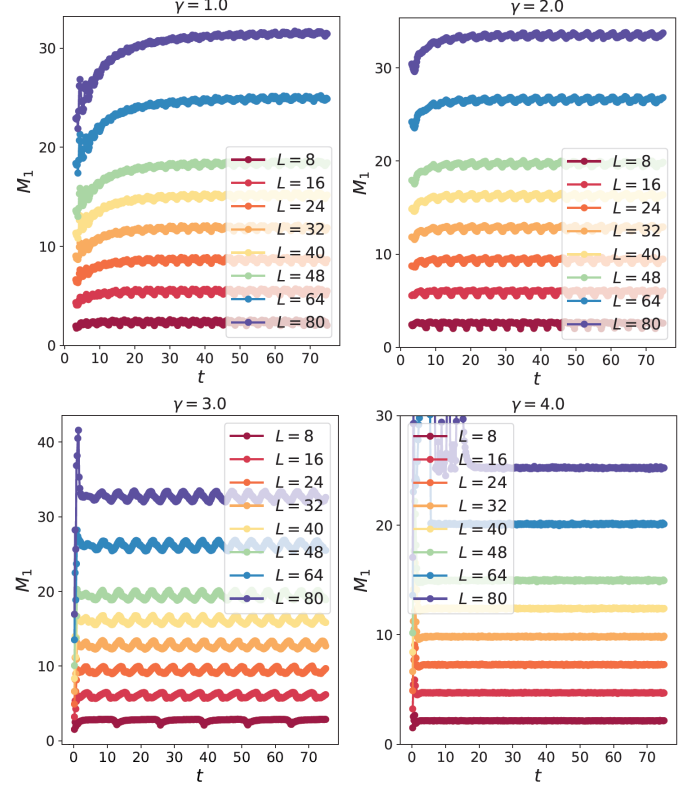 γ = 1.0
M₁
30
20
10
0
0 10 20 30 40 50 60 70
t
L = 8
L = 16
L = 24
L = 32
L = 40
L = 48
L = 64
L = 80
γ = 2.0
M₁
30
20
10
0
0 10 20 30 40 50 60 70
t
L = 8
L = 16
L = 24
L = 32
L = 40
L = 48
L = 64
L = 80
γ = 3.0
M₁
40
30
20
10
0
0 10 20 30 40 50 60 70
t
L = 8
L = 16
L = 24
L = 32
L = 40
L = 48
L = 64
L = 80
γ = 4.0
M₁
30
20
10
0
0 10 20 30 40 50 60 70
t
L = 8
L = 16
L = 24
L = 32
L = 40
L = 48
L = 64
L = 80